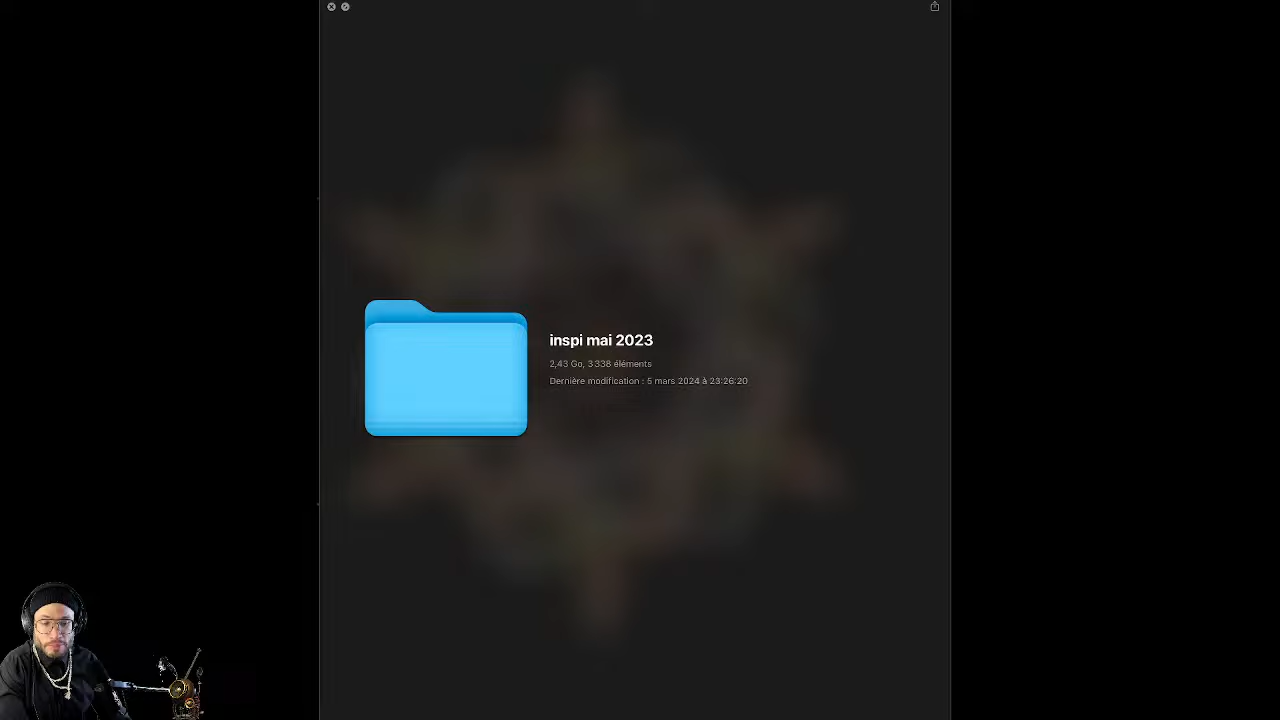 inspi mai 2023
2,43 Go, 3 338 éléments
Dernière modification : 5 mars 2024 à 23:26:20